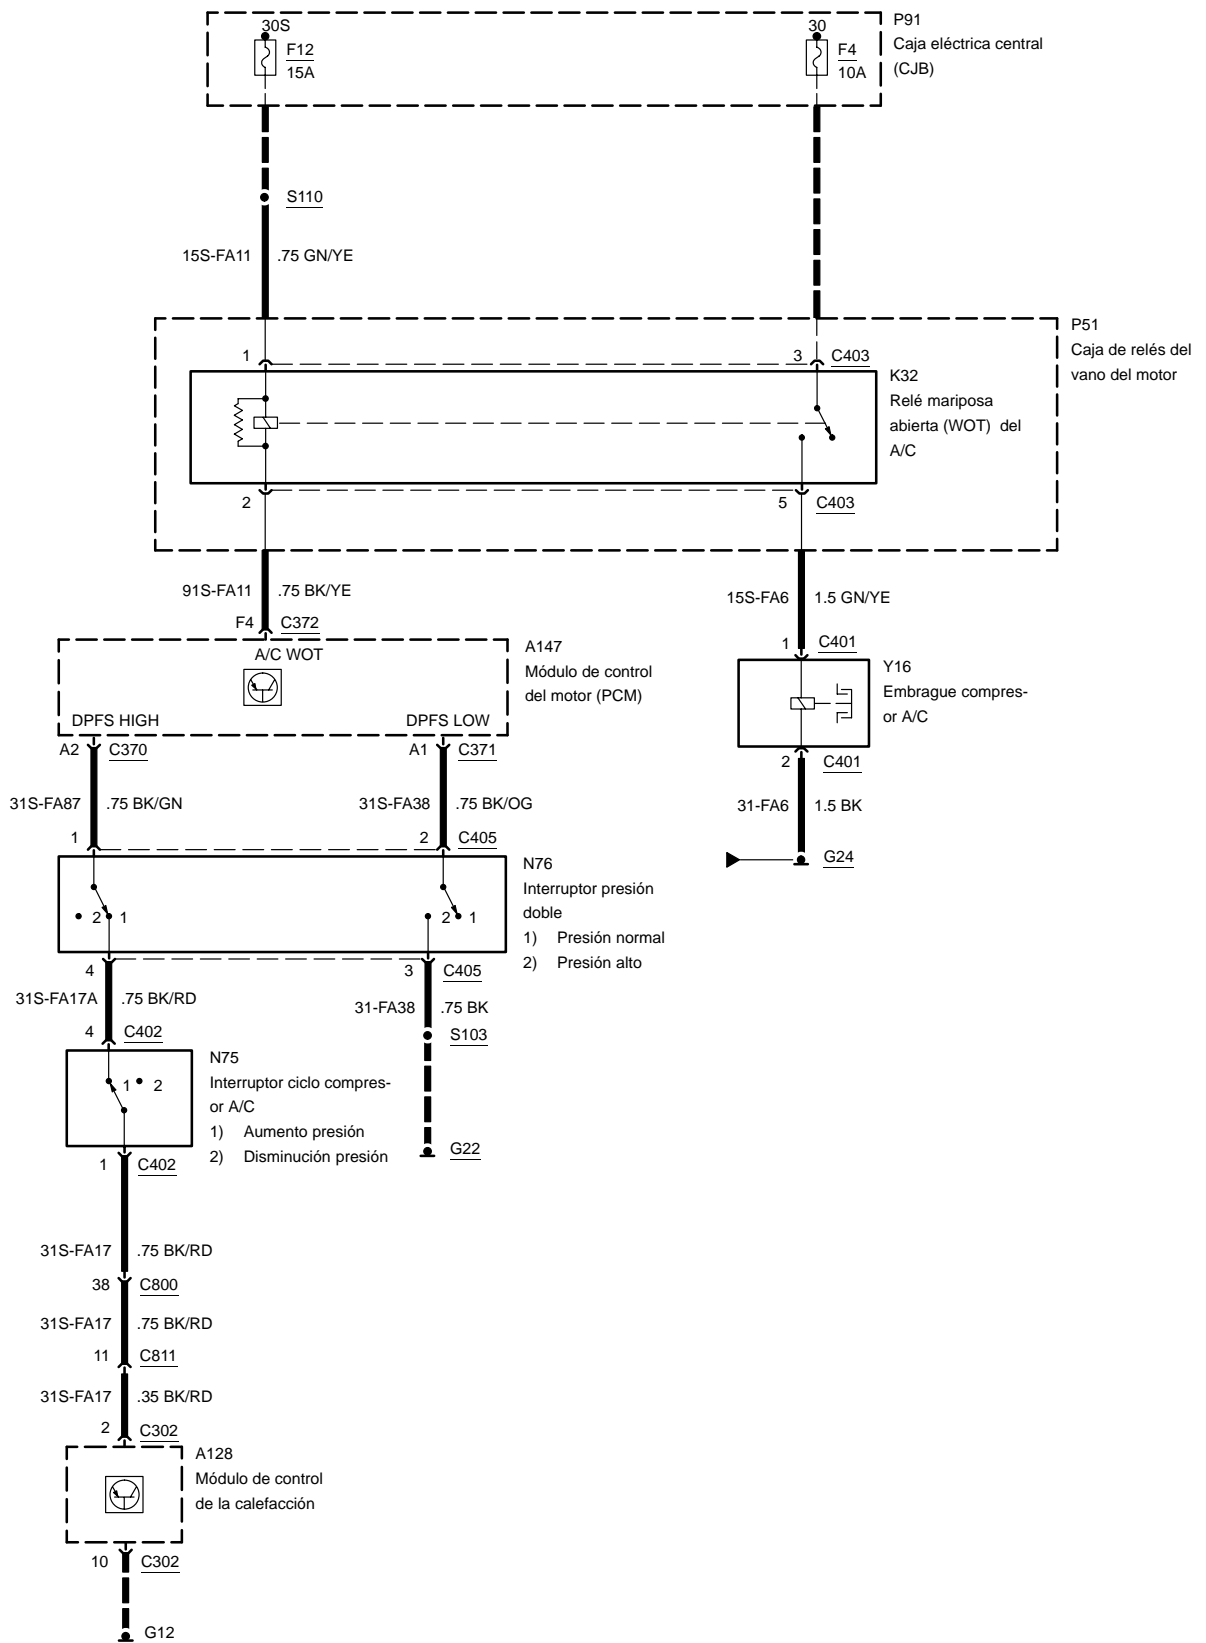 30S
30
P91
F12
F4
Caja eléctrica central
15A
10A
(CJB)
S110
15S-FA11 .75 GN/YE
P51
Caja de relés del
vano del motor
1
3 C403
K32
Relé mariposa
abierta (WOT) del
A/C
2
5 C403
91S-FA11 .75 BK/YE
15S-FA6 1.5 GN/YE
F4 C372
1 C401
A/C WOT
A147
Módulo de control
del motor (PCM)
Y16
Embrague compres-
or A/C
DPFS HIGH
DPFS LOW
A2 C370
A1 C371
2 C401
31S-FA87 .75 BK/GN
31S-FA38 .75 BK/OG
31-FA6 1.5 BK
1
2 C405
G24
N76
Interruptor presión
doble
2 1
2 1
1) Presión normal
2) Presión alto
4
3 C405
31S-FA17A .75 BK/RD
31-FA38 .75 BK
4 C402
S103
N75
Interruptor ciclo compres-
or A/C
1 2
1) Aumento presión
2) Disminución presión
G22
1 C402
31S-FA17 .75 BK/RD
38 C800
31S-FA17 .75 BK/RD
11 C811
31S-FA17 .35 BK/RD
2 C302
A128
Módulo de control
de la calefacción
10 C302
G12